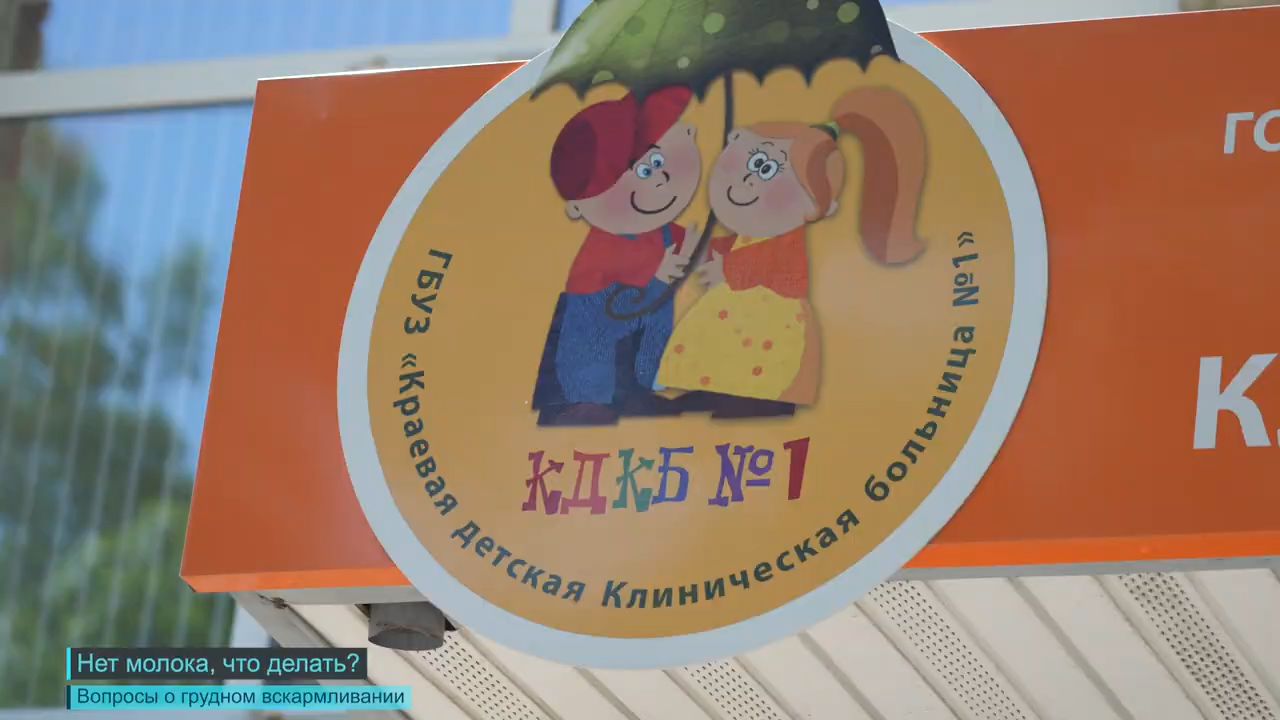 ГБУЗ «Краевая детская Клиническая больница №1»
КДКБ №1
Нет молока, что делать?
Вопросы о грудном вскармливании